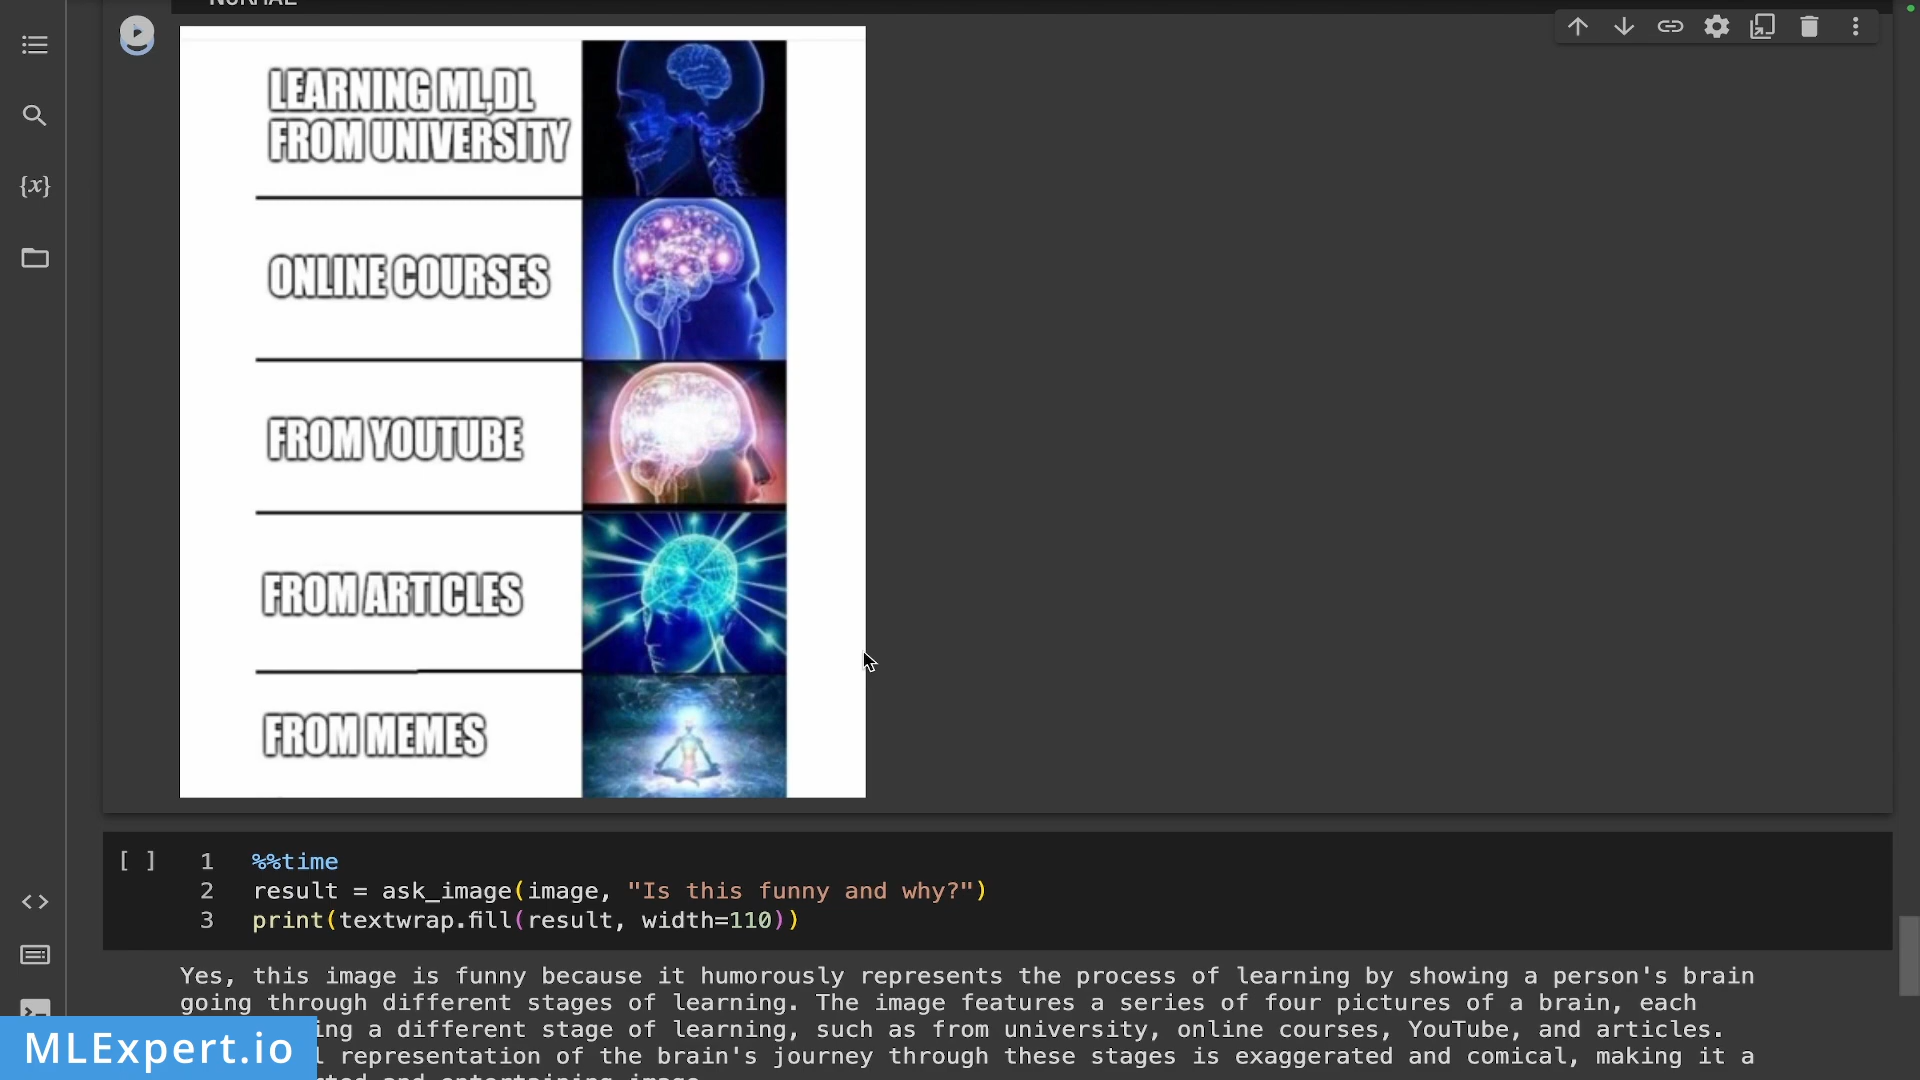 NORMAL
LEARNING ML,DL
FROM UNIVERSITY
ONLINE COURSES
FROM YOUTUBE
FROM ARTICLES
FROM MEMES
{x}
[ ] 1 %%time
2 result = ask_image(image, "Is this funny and why?")
3 print(textwrap.fill(result, width=110))
Yes, this image is funny because it humorously represents the process of learning by showing a person's brain
going through different stages of learning. The image features a series of four pictures of a brain, each
a different stage of learning, such as from university, online courses, YouTube, and articles.
representation of the brain's journey through these stages is exaggerated and comical, making it a
and entertaining image.
MLExpert.io